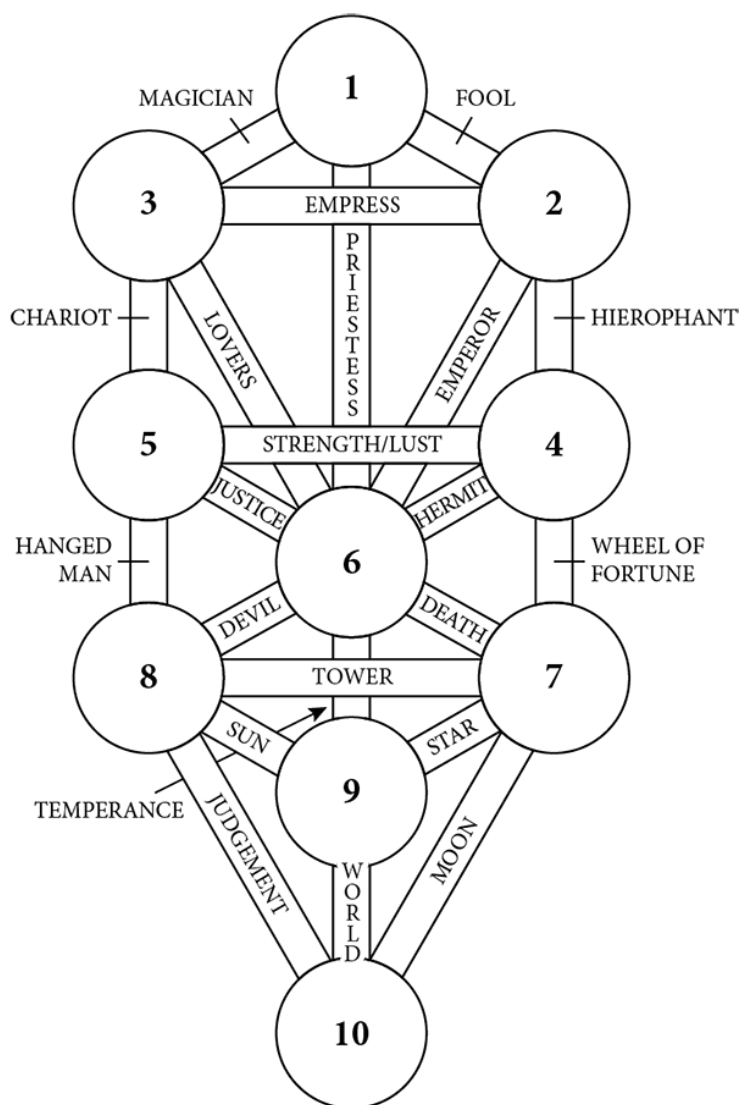 1
MAGICIAN
FOOL
3
EMPRESS
2
PRIESTESS
CHARIOT
LOVERS
EMPEROR
HIEROPHANT
5
STRENGTH/LUST
4
JUSTICE
HERMIT
HANGED
MAN
6
WHEEL OF
FORTUNE
DEVIL
DEATH
8
TOWER
7
SUN
STAR
TEMPERANCE
9
JUDGEMENT
MOON
WORLD
10